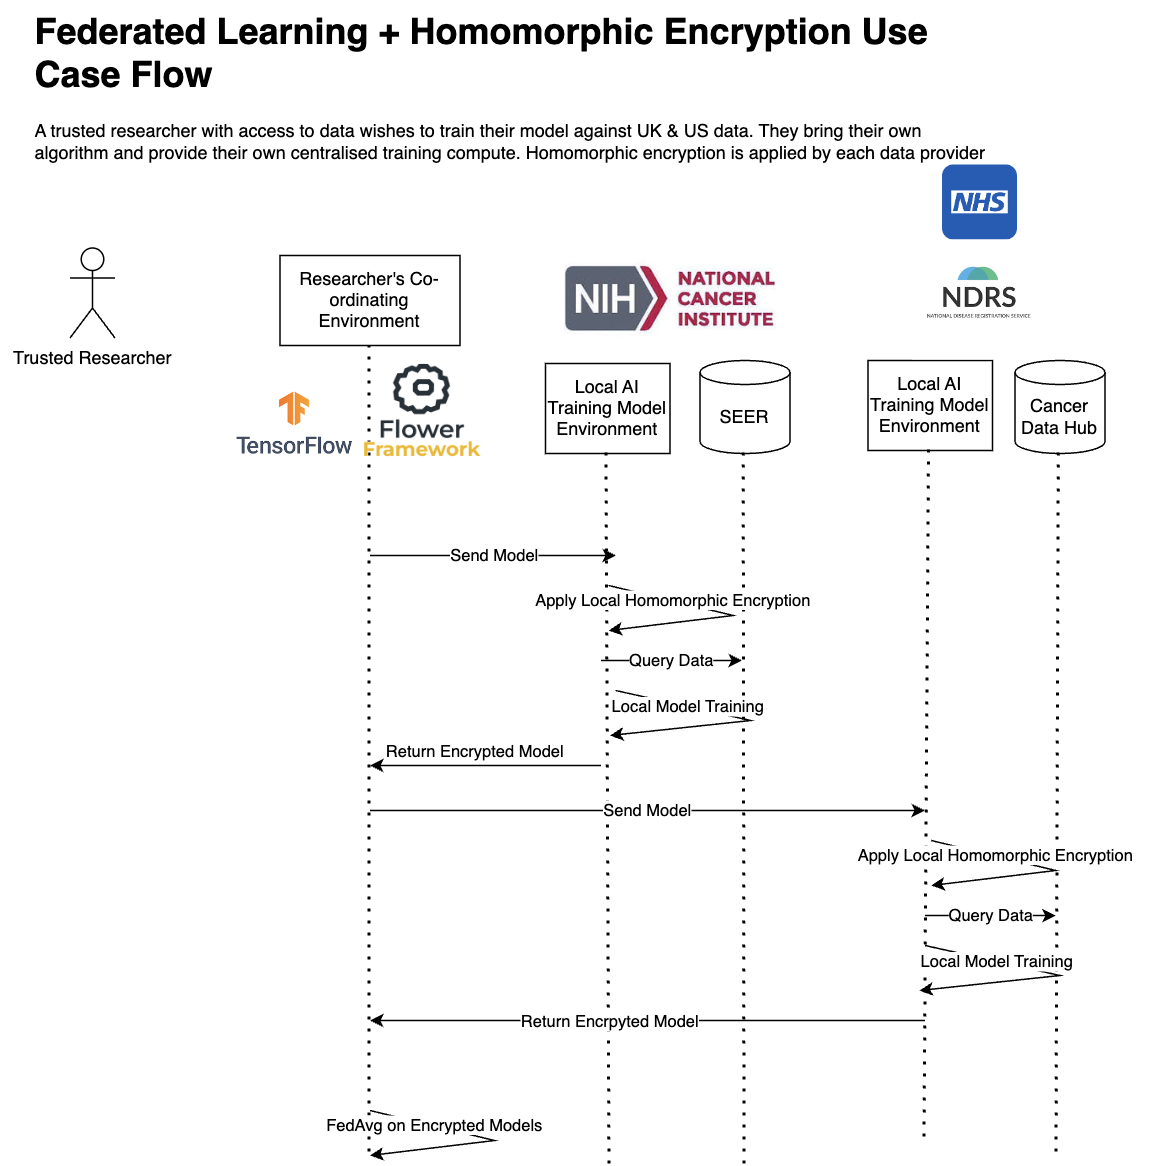 Federated Learning + Homomorphic Encryption Use
Case Flow
A trusted researcher with access to data wishes to train their model against UK & US data. They bring their own
algorithm and provide their own centralised training compute. Homomorphic encryption is applied by each data provider
NHS
Researcher's Co-
ordinating
Environment
NIH
NATIONAL
CANCER
INSTITUTE
NDRS
NATIONAL DISEASE REGISTRATION SERVICE
Trusted Researcher
TensorFlow
Flower
Framework
Local AI
Training Model
Environment
SEER
Local AI
Training Model
Environment
Cancer
Data Hub
Send Model
Apply Local Homomorphic Encryption
Query Data
Local Model Training
Return Encrypted Model
Send Model
Apply Local Homomorphic Encryption
Query Data
Local Model Training
Return Encrpyted Model
FedAvg on Encrypted Models